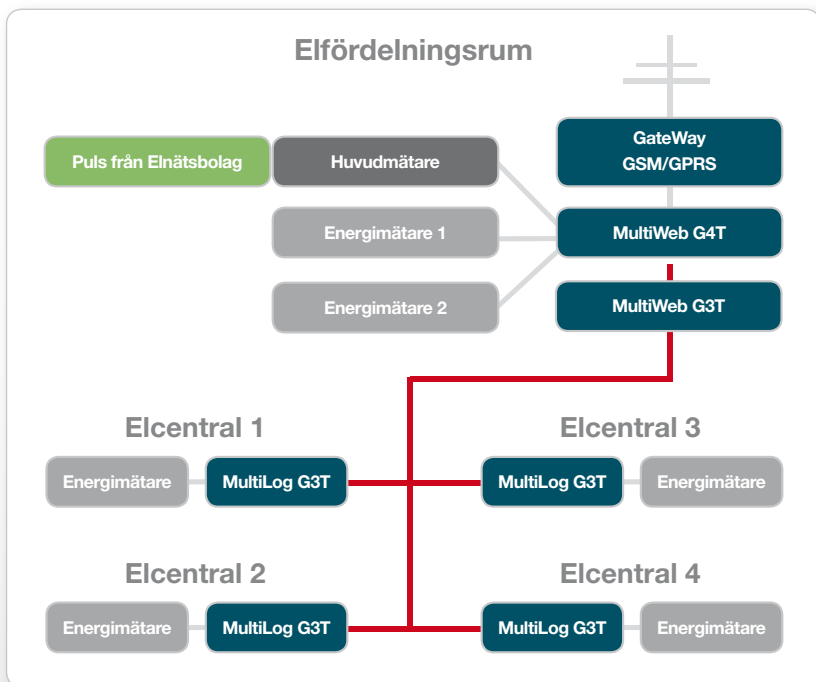 Elfördelningsrum
GateWay
GSM/GPRS
Puls från Elnätsbolag
Huvudmätare
Energimätare 1
MultiWeb G4T
Energimätare 2
MultiWeb G3T
Elcentral 1
Elcentral 3
Energimätare
MultiLog G3T
MultiLog G3T
Energimätare
Elcentral 2
Elcentral 4
Energimätare
MultiLog G3T
MultiLog G3T
Energimätare